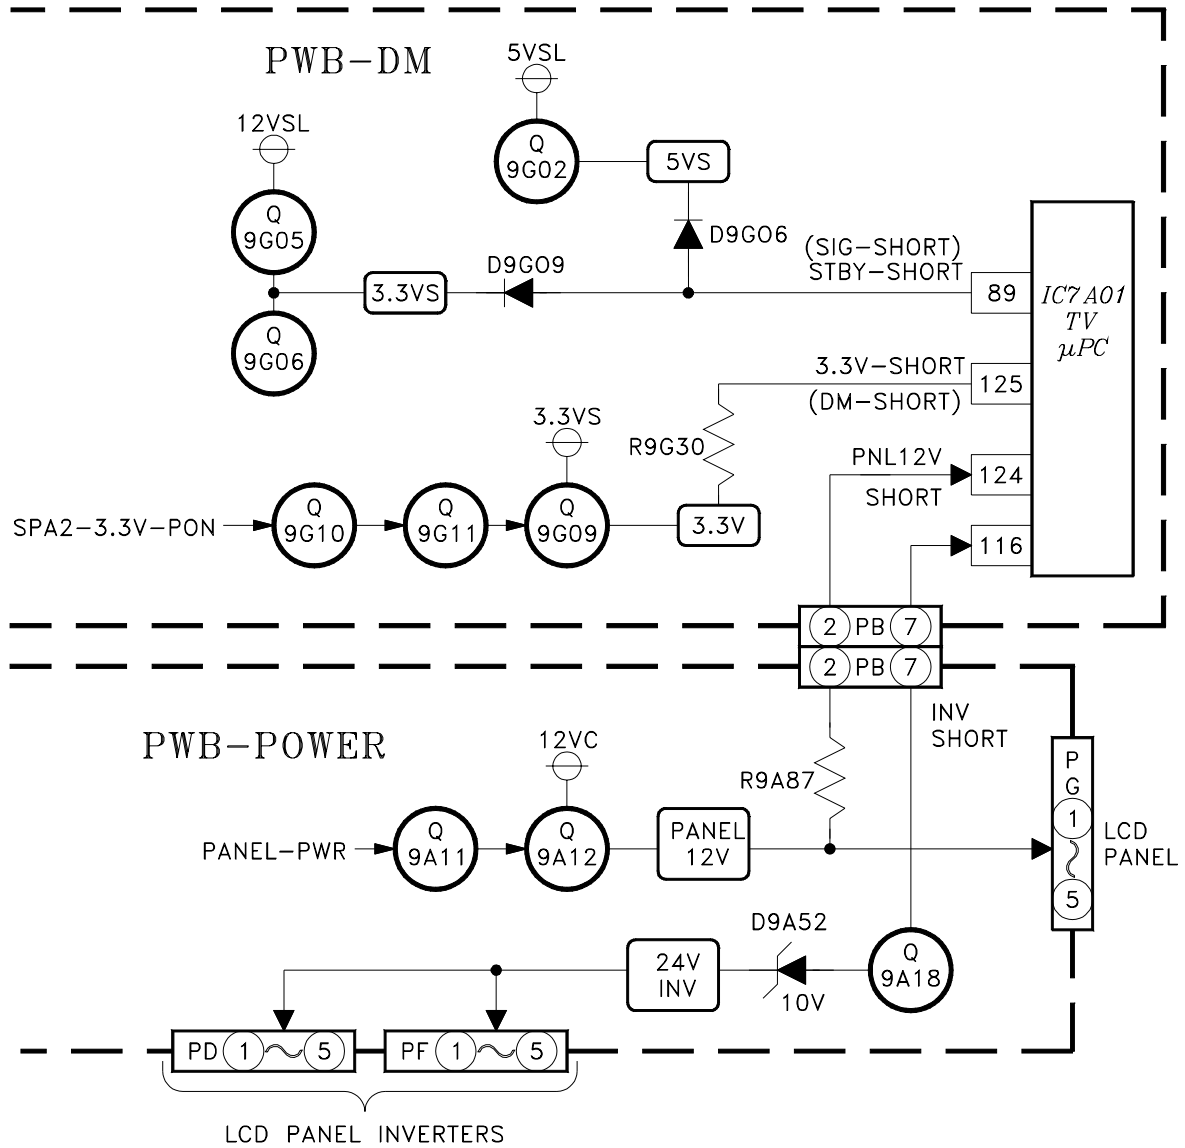 PWB-DM
5VSL
12VSL
Q
9G02
5VS
Q
9G05
D9G06
(SIG-SHORT)
STBY-SHORT
D9G09
3.3VS
89
IC7A01
TV
μPC
Q
9G06
3.3V-SHORT
125
(DM-SHORT)
3.3VS
R9G30
PNL12V
124
SHORT
SPA2-3.3V-PON
Q
9G10
Q
9G11
Q
9G09
3.3V
116
2 PB 7
2 PB 7
INV
SHORT
PWB-POWER
12VC
R9A87
P
G
1
5
LCD
PANEL
PANEL-PWR
Q
9A11
Q
9A12
PANEL
12V
D9A52
10V
Q
9A18
24V
INV
PD 1 5
PF 1 5
LCD PANEL INVERTERS